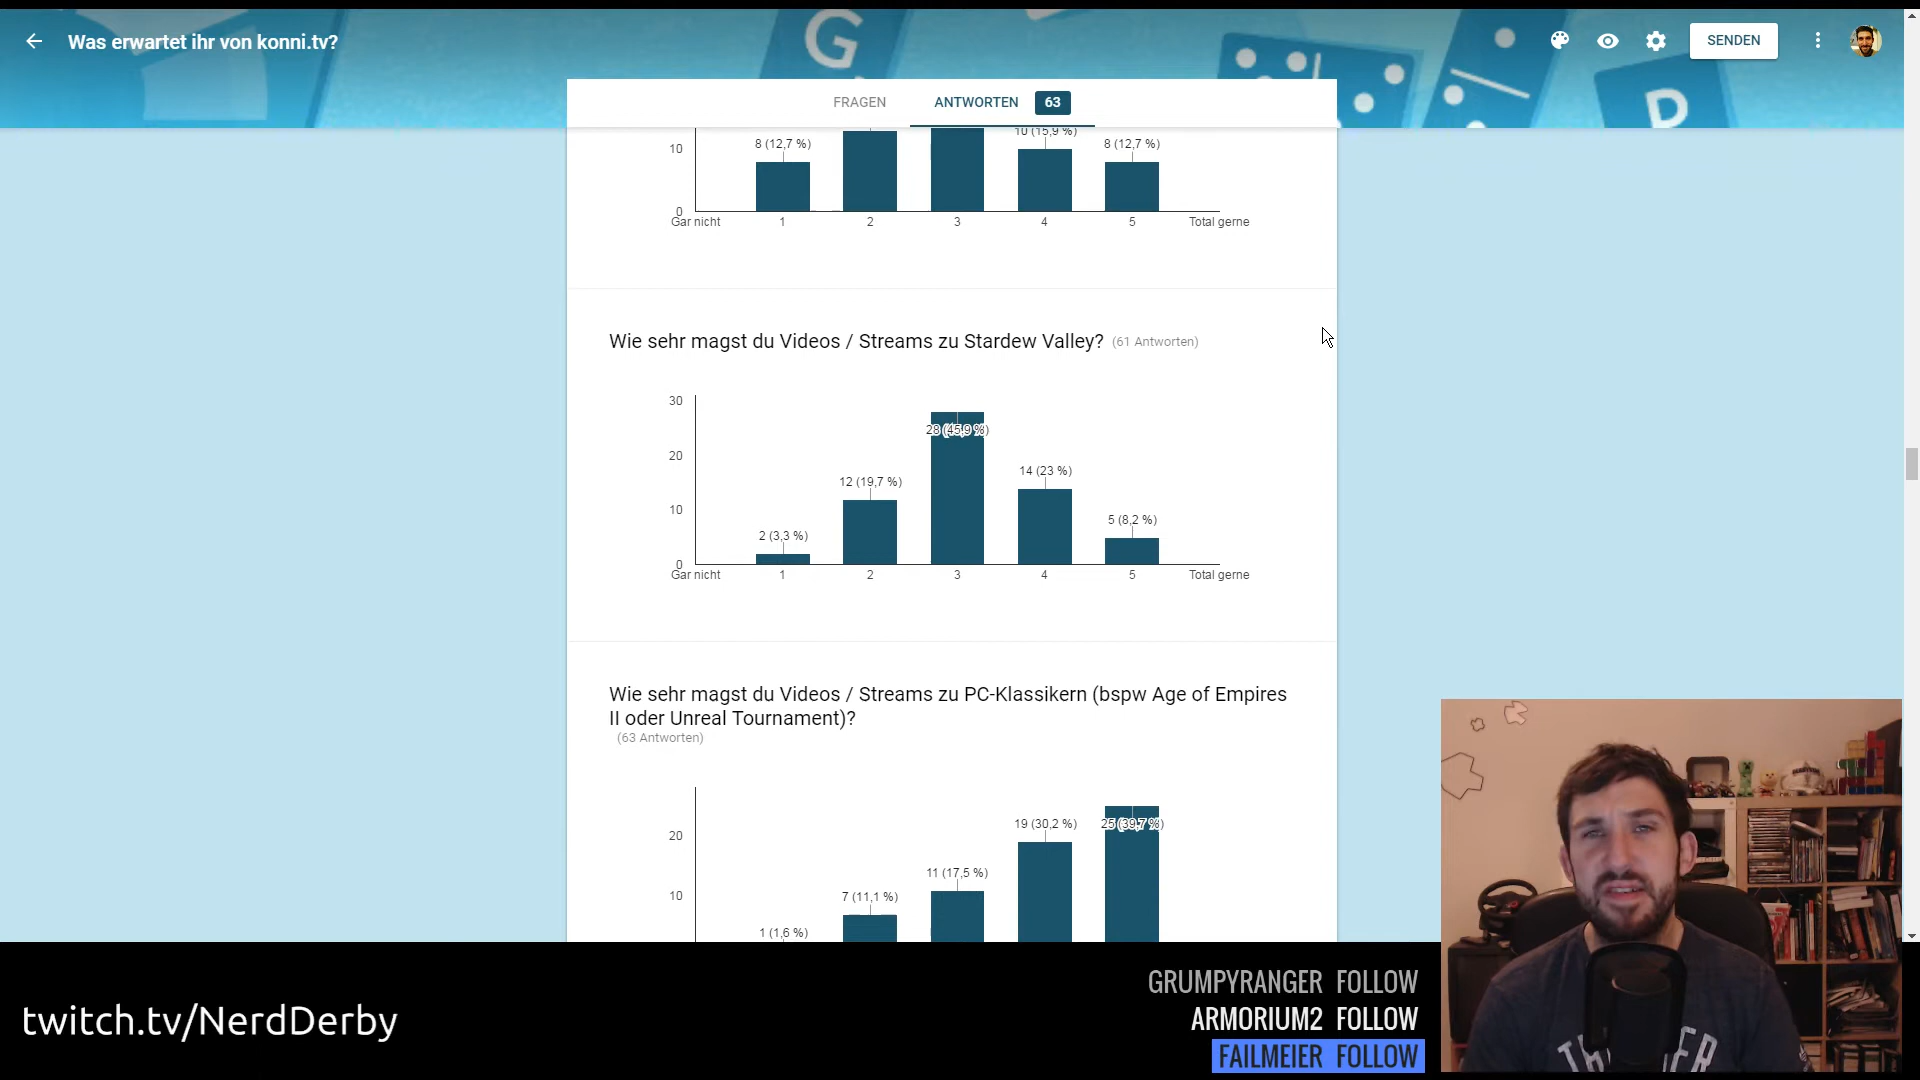 Was erwartet ihr von konni.tv?
SENDEN
G
D
FRAGEN ANTWORTEN 63
10
8 (12,7 %)
10 (15,9 %)
8 (12,7 %)
0
Gar nicht 1 2 3 4 5 Total gerne
Wie sehr magst du Videos / Streams zu Stardew Valley? (61 Antworten)
30
28 (45,9 %)
20
14 (23 %)
12 (19,7 %)
10
5 (8,2 %)
2 (3,3 %)
0
Gar nicht 1 2 3 4 5 Total gerne
Wie sehr magst du Videos / Streams zu PC-Klassikern (bspw Age of Empires
II oder Unreal Tournament)?
(63 Antworten)
19 (30,2 %)
25 (39,7 %)
20
11 (17,5 %)
7 (11,1 %)
10
1 (1,6 %)
twitch.tv/NerdDerby
GRUMPYRANGER FOLLOW
ARMORIUM2 FOLLOW
FAILMEIER FOLLOW